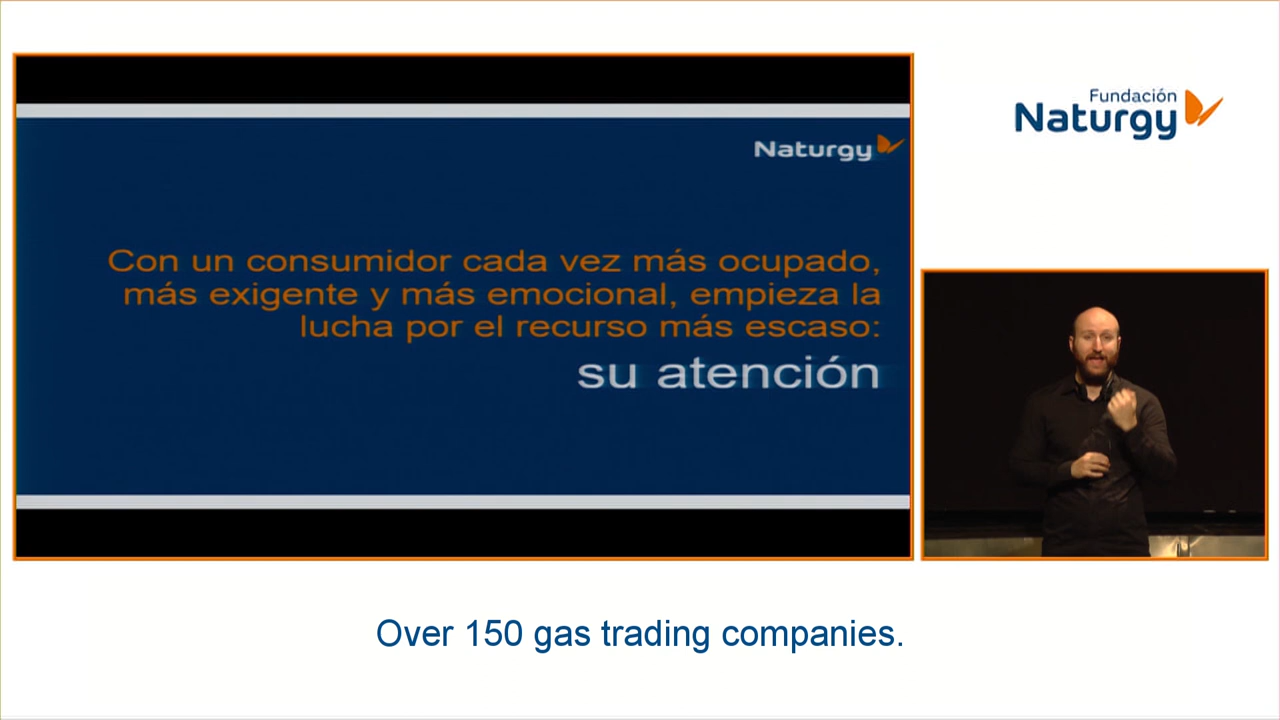 Naturgy
Con un consumidor cada vez más ocupado,
más exigente y más emocional, empieza la
lucha por el recurso más escaso:
su atención
Fundación
Naturgy
Over 150 gas trading companies.